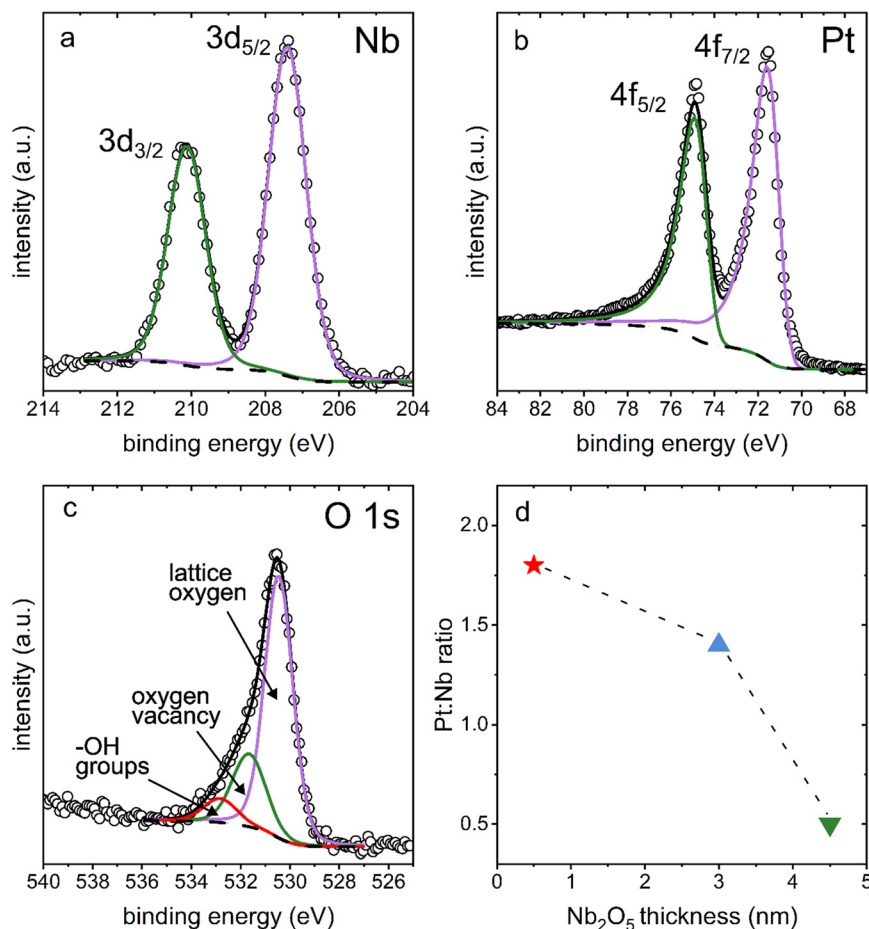 a
Nb
3d5/2
3d3/2
intensity (a.u.)
214 212 210 208 206 204
binding energy (eV)
b
Pt
4f7/2
4f5/2
intensity (a.u.)
84 82 80 78 76 74 72 70 68
binding energy (eV)
c
O 1s
lattice
oxygen
oxygen
vacancy
-OH
groups
intensity (a.u.)
540 538 536 534 532 530 528 526
binding energy (eV)
d
2.0
1.5
1.0
0.5
Pt:Nb ratio
0 1 2 3 4 5
Nb2O5 thickness (nm)